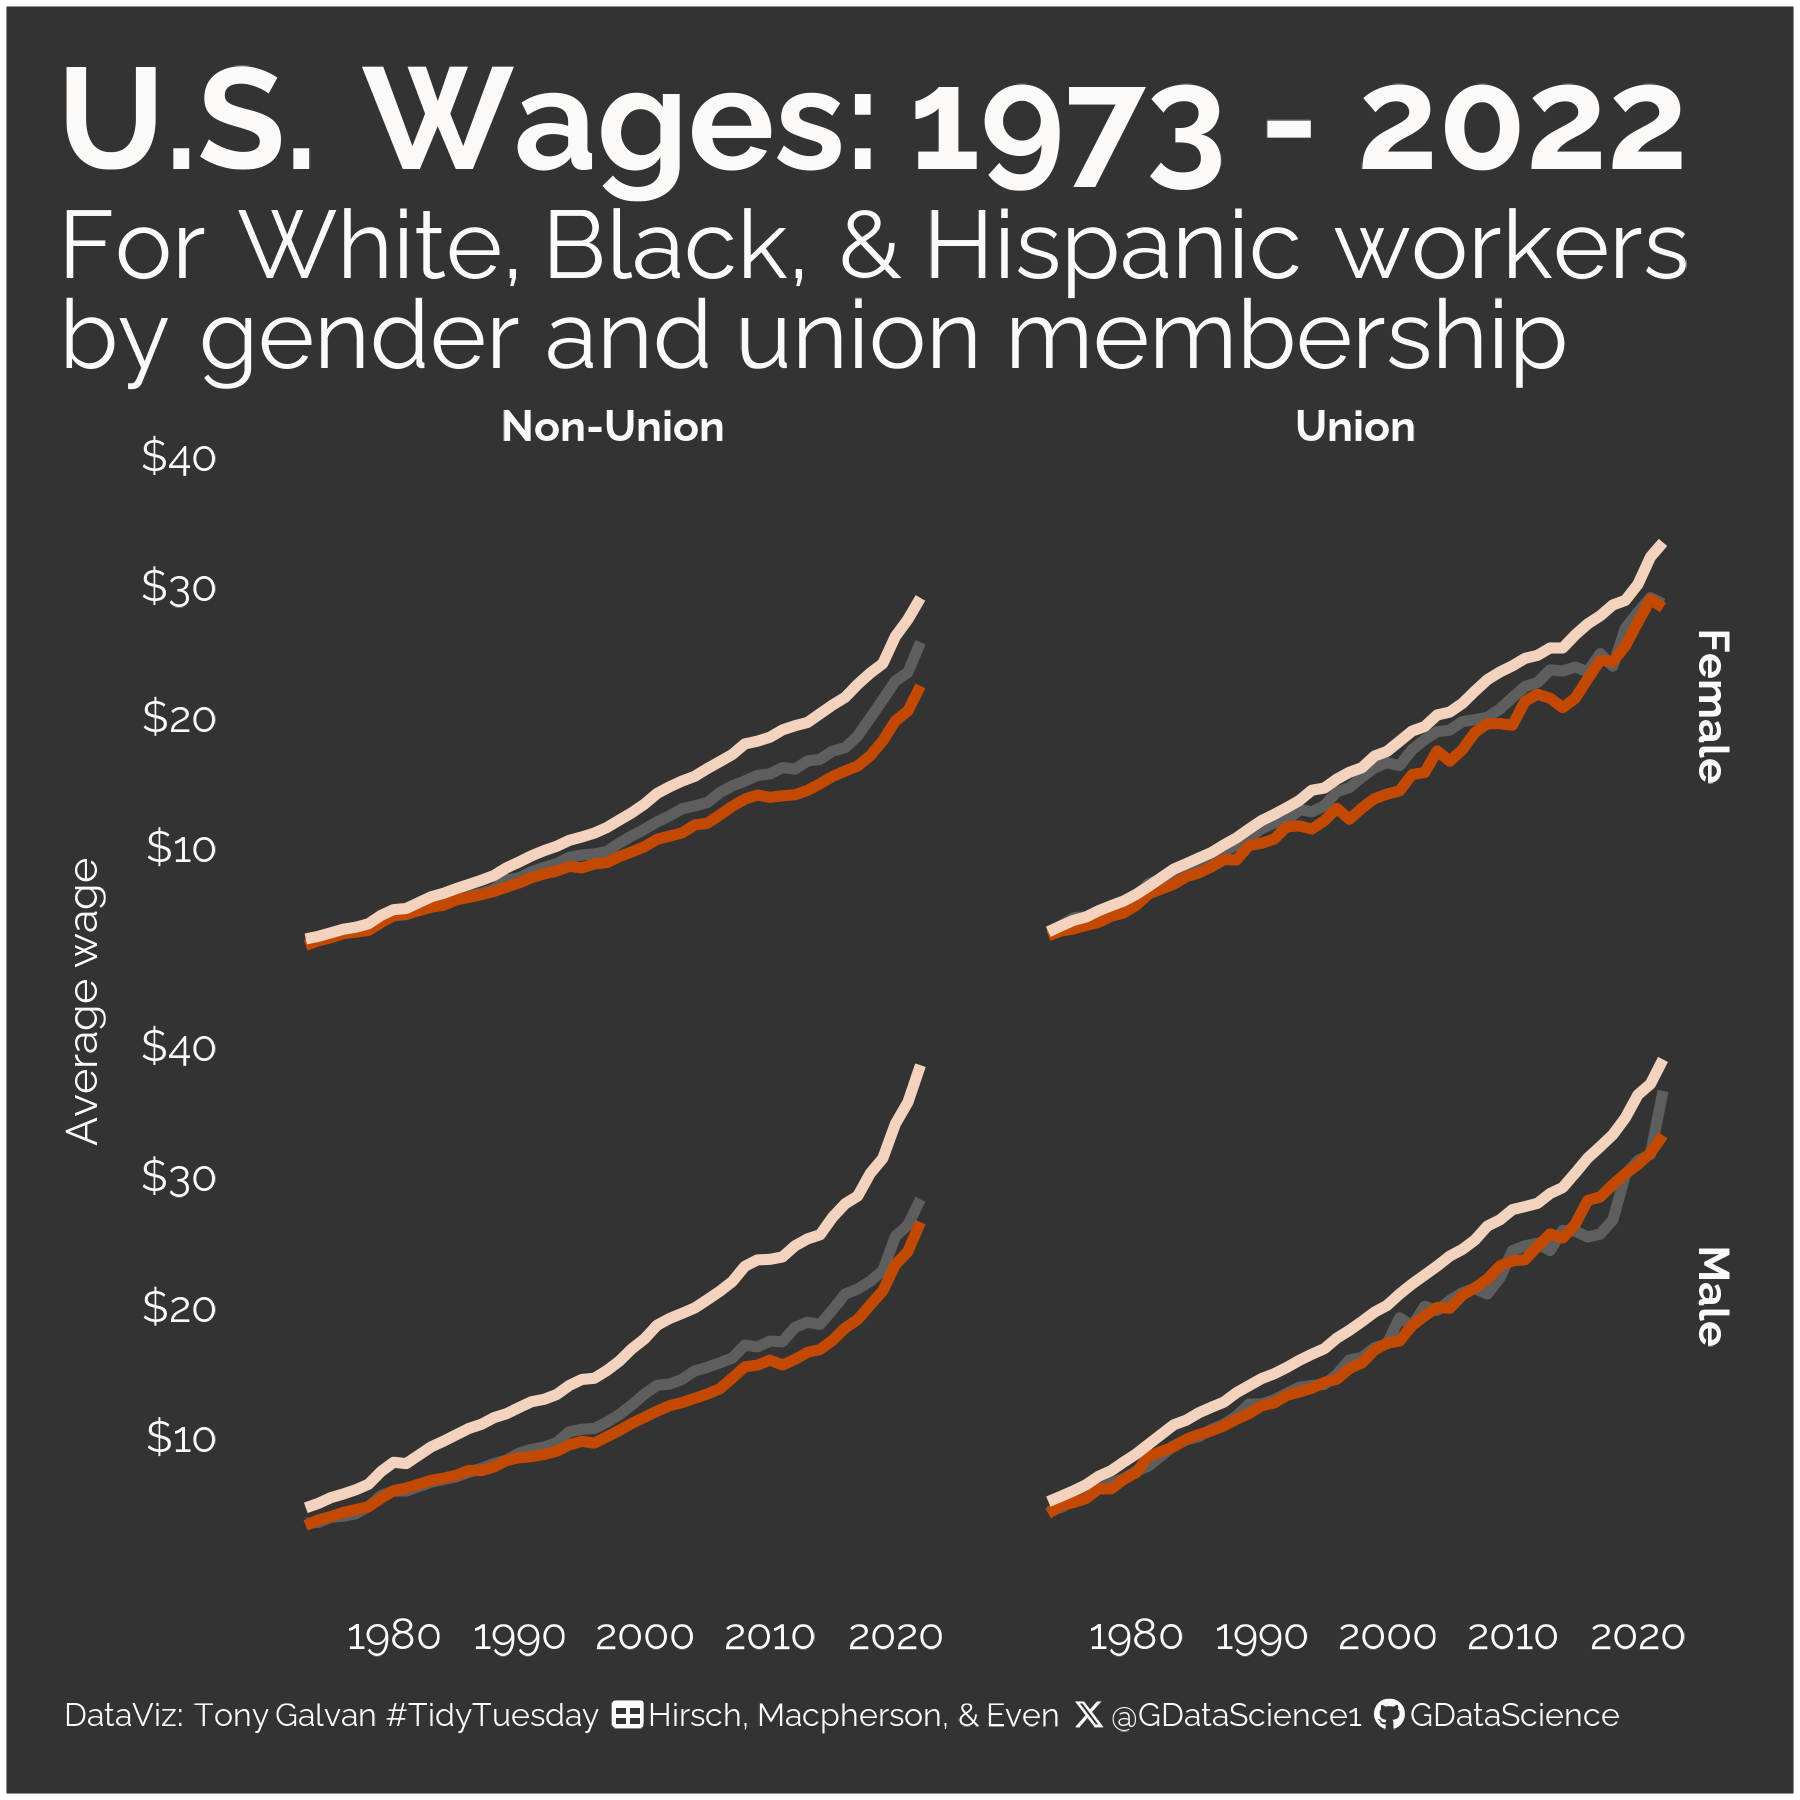 U.S. Wages: 1973 - 2022
For White, Black, & Hispanic workers
by gender and union membership
Non-Union
Union
$40
$30
$20
$10
Female
Average wage
$40
$30
$20
$10
Male
1980 1990 2000 2010 2020
1980 1990 2000 2010 2020
DataViz: Tony Galvan #TidyTuesday Hirsch, Macpherson, & Even @GDataScience1 GDataScience